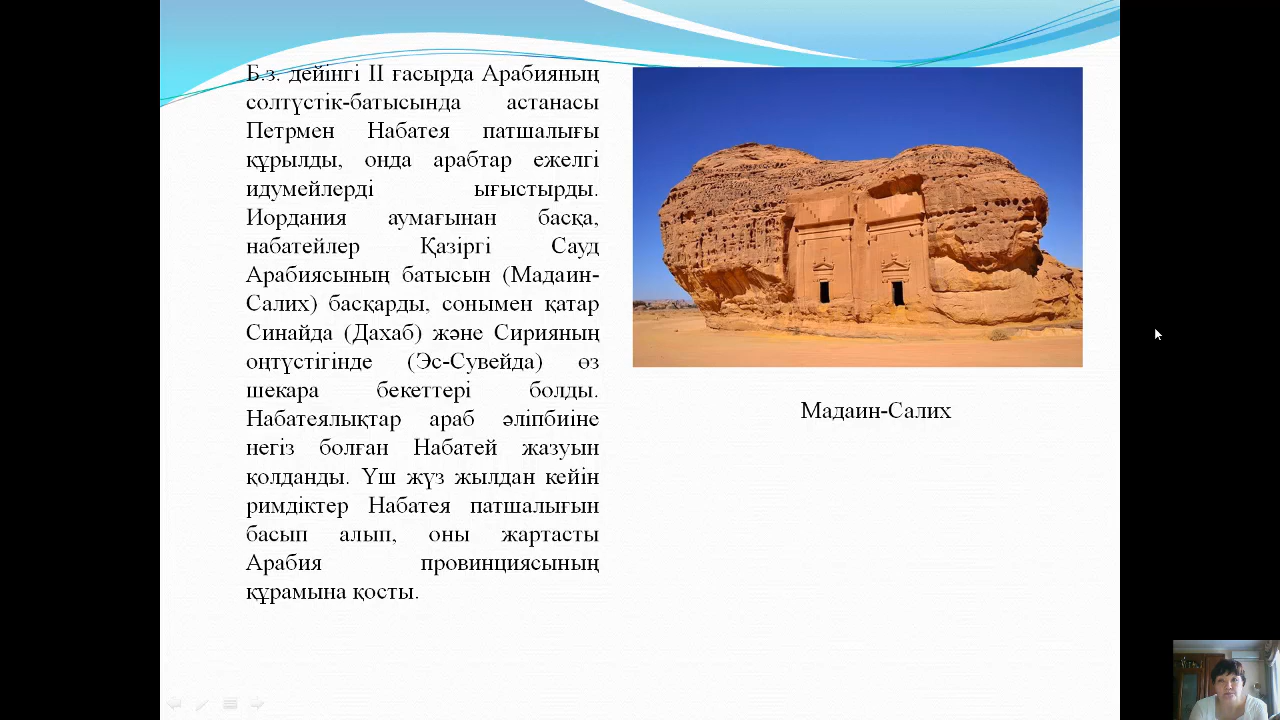 Б.з. дейінгі II ғасырда Арабияның
солтүстік-батысында астанасы
Петрмен Набатея патшалығы
құрылды, онда арабтар ежелгі
идумейлерді ығыстырды.
Иордания аумағынан басқа,
набатейлер Қазіргі Сауд
Арабиясының батысын (Мадаин-
Салих) басқарды, сонымен қатар
Синайда (Дахаб) және Сирияның
оңтүстігінде (Эс-Сувейда) өз
шекара бекеттері болды.
Набатеялықтар араб әліпбиіне
негіз болған Набатей жазуын
қолданды. Үш жүз жылдан кейін
римдіктер Набатея патшалығын
басып алып, оны жартасты
Арабия провинциясының
құрамына қосты.
Мадаин-Салих